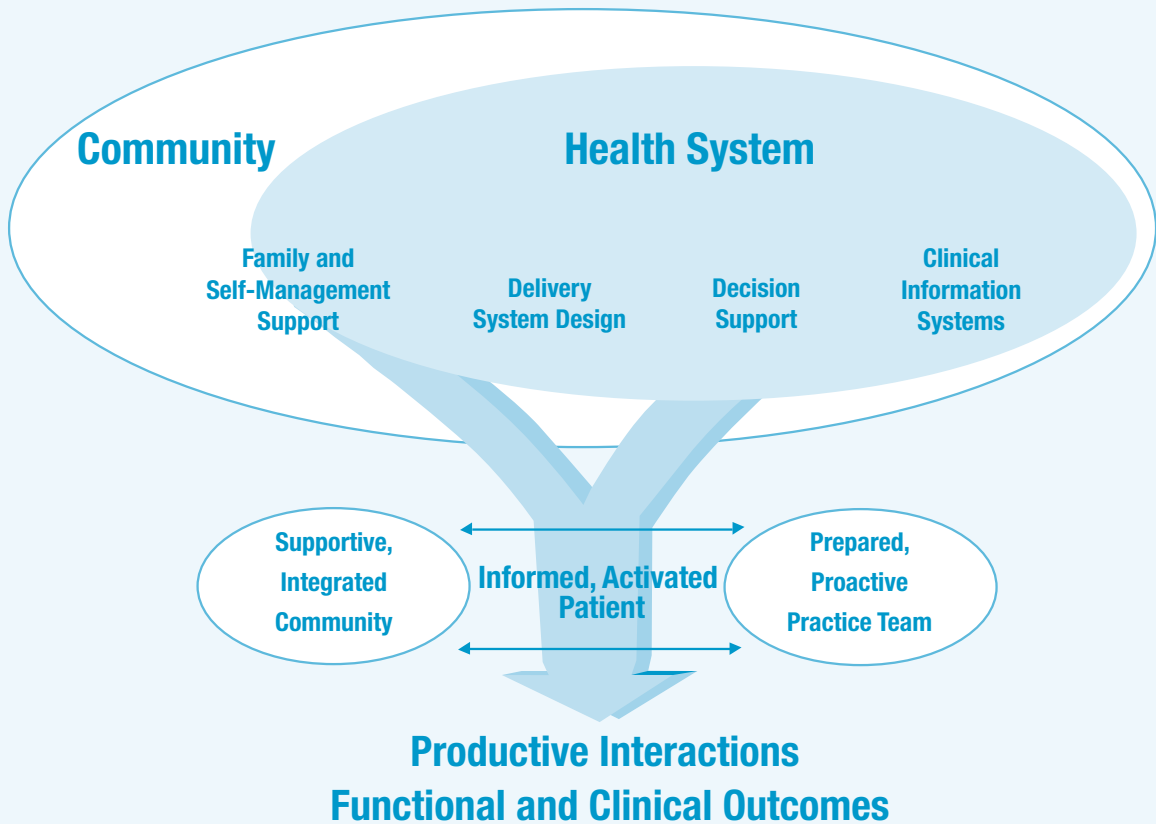 Community
Health System
Family and
Self-Management
Support
Delivery
System Design
Decision
Support
Clinical
Information
Systems
Supportive,
Integrated
Community
Informed, Activated
Patient
Prepared,
Proactive
Practice Team
Productive Interactions
Functional and Clinical Outcomes